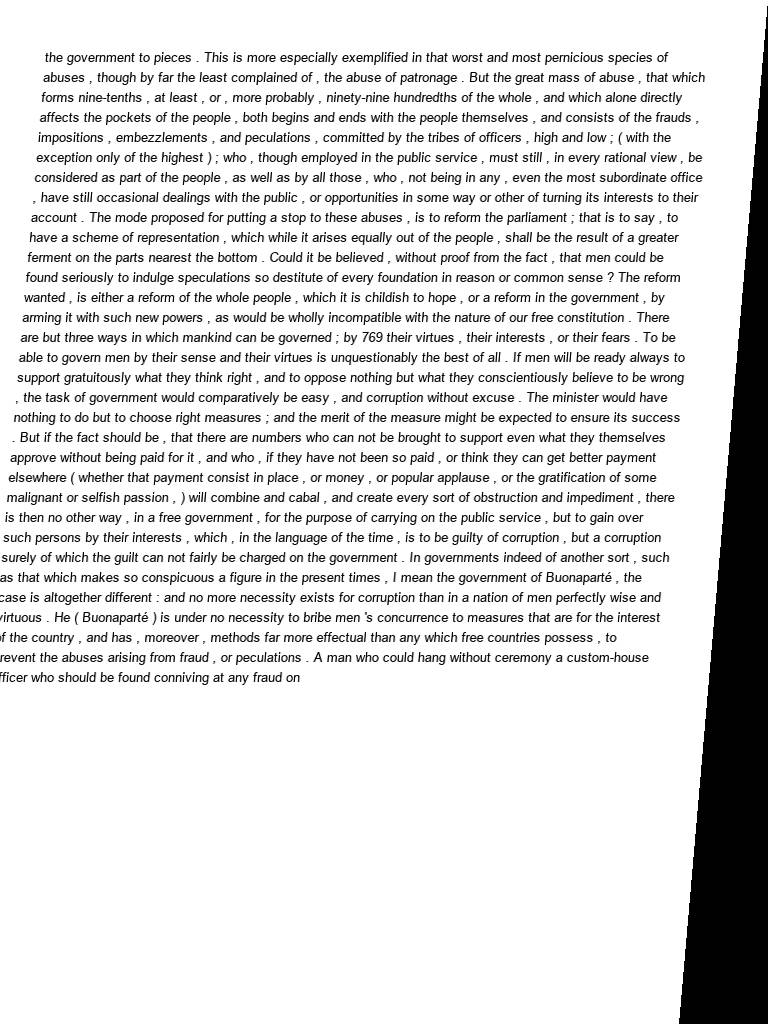 the government to pieces . This is more especially exemplified in that worst and most pernicious species of
abuses , though by far the least complained of , the abuse of patronage . But the great mass of abuse , that which
forms nine-tenths , at least , or , more probably , ninety-nine hundredths of the whole , and which alone directly
affects the pockets of the people , both begins and ends with the people themselves , and consists of the frauds ,
impositions , embezzlements , and peculations , committed by the tribes of officers , high and low ; ( with the
exception only of the highest ) ; who , though employed in the public service , must still , in every rational view , be
considered as part of the people , as well as by all those , who , not being in any , even the most subordinate office
, have still occasional dealings with the public , or opportunities in some way or other of turning its interests to their
account . The mode proposed for putting a stop to these abuses , is to reform the parliament ; that is to say , to
have a scheme of representation , which while it arises equally out of the people , shall be the result of a greater
ferment on the parts nearest the bottom . Could it be believed , without proof from the fact , that men could be
found seriously to indulge speculations so destitute of every foundation in reason or common sense ? The reform
wanted , is either a reform of the whole people , which it is childish to hope , or a reform in the government , by
arming it with such new powers , as would be wholly incompatible with the nature of our free constitution . There
are but three ways in which mankind can be governed ; by 769 their virtues , their interests , or their fears . To be
able to govern men by their sense and their virtues is unquestionably the best of all . If men will be ready always to
support gratuitously what they think right , and to oppose nothing but what they conscientiously believe to be wrong
, the task of government would comparatively be easy , and corruption without excuse . The minister would have
nothing to do but to choose right measures ; and the merit of the measure might be expected to ensure its success
. But if the fact should be , that there are numbers who can not be brought to support even what they themselves
approve without being paid for it , and who , if they have not been so paid , or think they can get better payment
elsewhere ( whether that payment consist in place , or money , or popular applause , or the gratification of some
malignant or selfish passion , ) will combine and cabal , and create every sort of obstruction and impediment , there
is then no other way , in a free government , for the purpose of carrying on the public service , but to gain over
such persons by their interests , which , in the language of the time , is to be guilty of corruption , but a corruption
surely of which the guilt can not fairly be charged on the government . In governments indeed of another sort , such
as that which makes so conspicuous a figure in the present times , I mean the government of Buonaparté , the
case is altogether different : and no more necessity exists for corruption than in a nation of men perfectly wise and
virtuous . He ( Buonaparté ) is under no necessity to bribe men 's concurrence to measures that are for the interest
of the country , and has , moreover , methods far more effectual than any which free countries possess , to
revent the abuses arising from fraud , or peculations . A man who could hang without ceremony a custom-house
fficer who should be found conniving at any fraud on